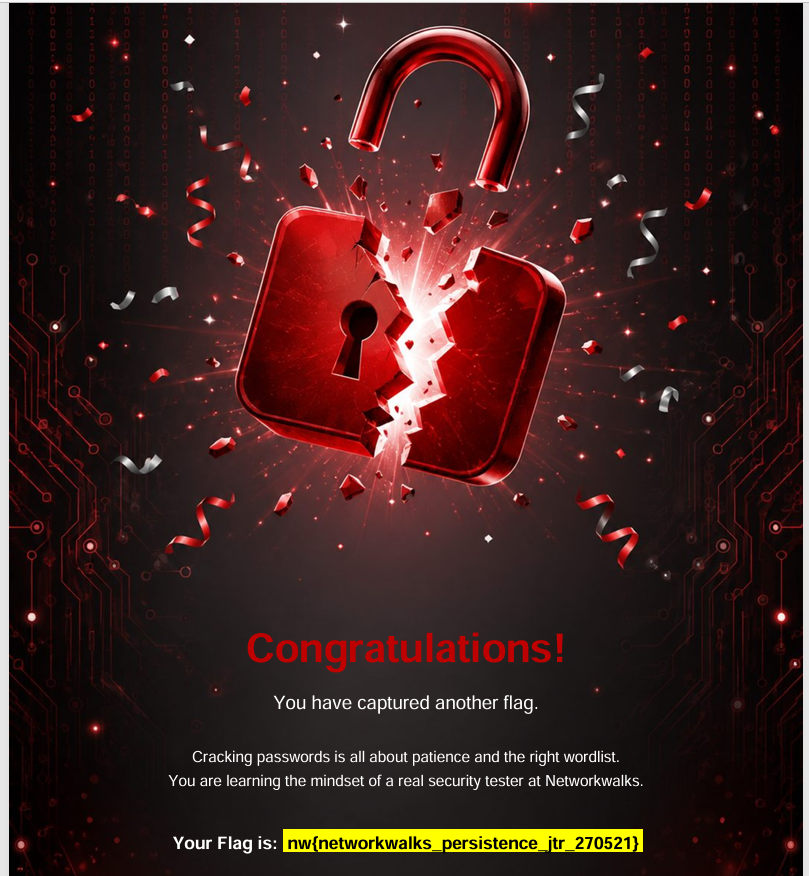 Congratulations!
You have captured another flag.
Cracking passwords is all about patience and the right wordlist.
You are learning the mindset of a real security tester at Networkwalks.
Your Flag is: nw{networkwalks_persistence_jtr_270521}